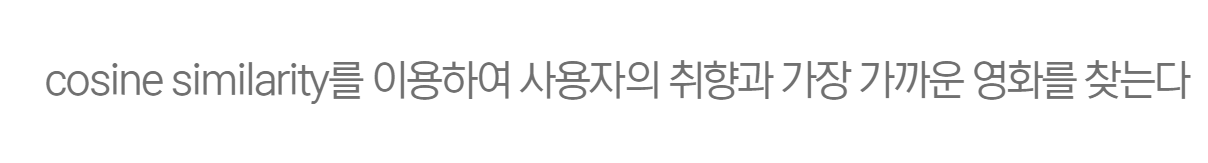 cosine similarity를 이용하여 사용자의 취향과 가장 가까운 영화를 찾는다